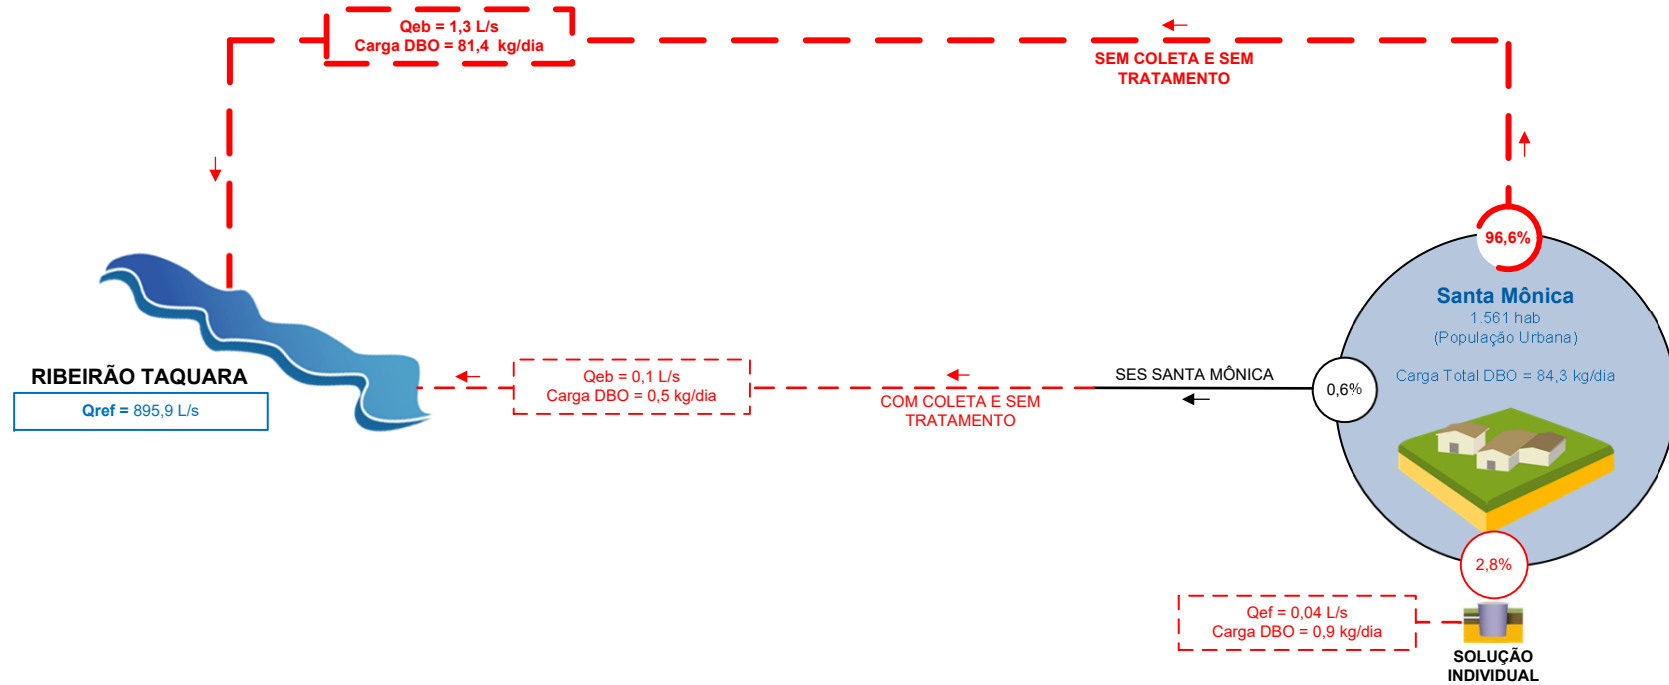 Qeb = 1,3 L/s
Carga DBO = 81,4 kg/dia
SEM COLETA E SEM
TRATAMENTO
96,6%
Santa Mônica
1.561 hab
(População Urbana)
Carga Total DBO = 84,3 kg/dia
RIBEIRÃO TAQUARA
Qref = 895,9 L/s
Qeb = 0,1 L/s
Carga DBO = 0,5 kg/dia
COM COLETA E SEM
TRATAMENTO
SES SANTA MÔNICA
0,6%
2,8%
Qef = 0,04 L/s
Carga DBO = 0,9 kg/dia
SOLUÇÃO
INDIVIDUAL